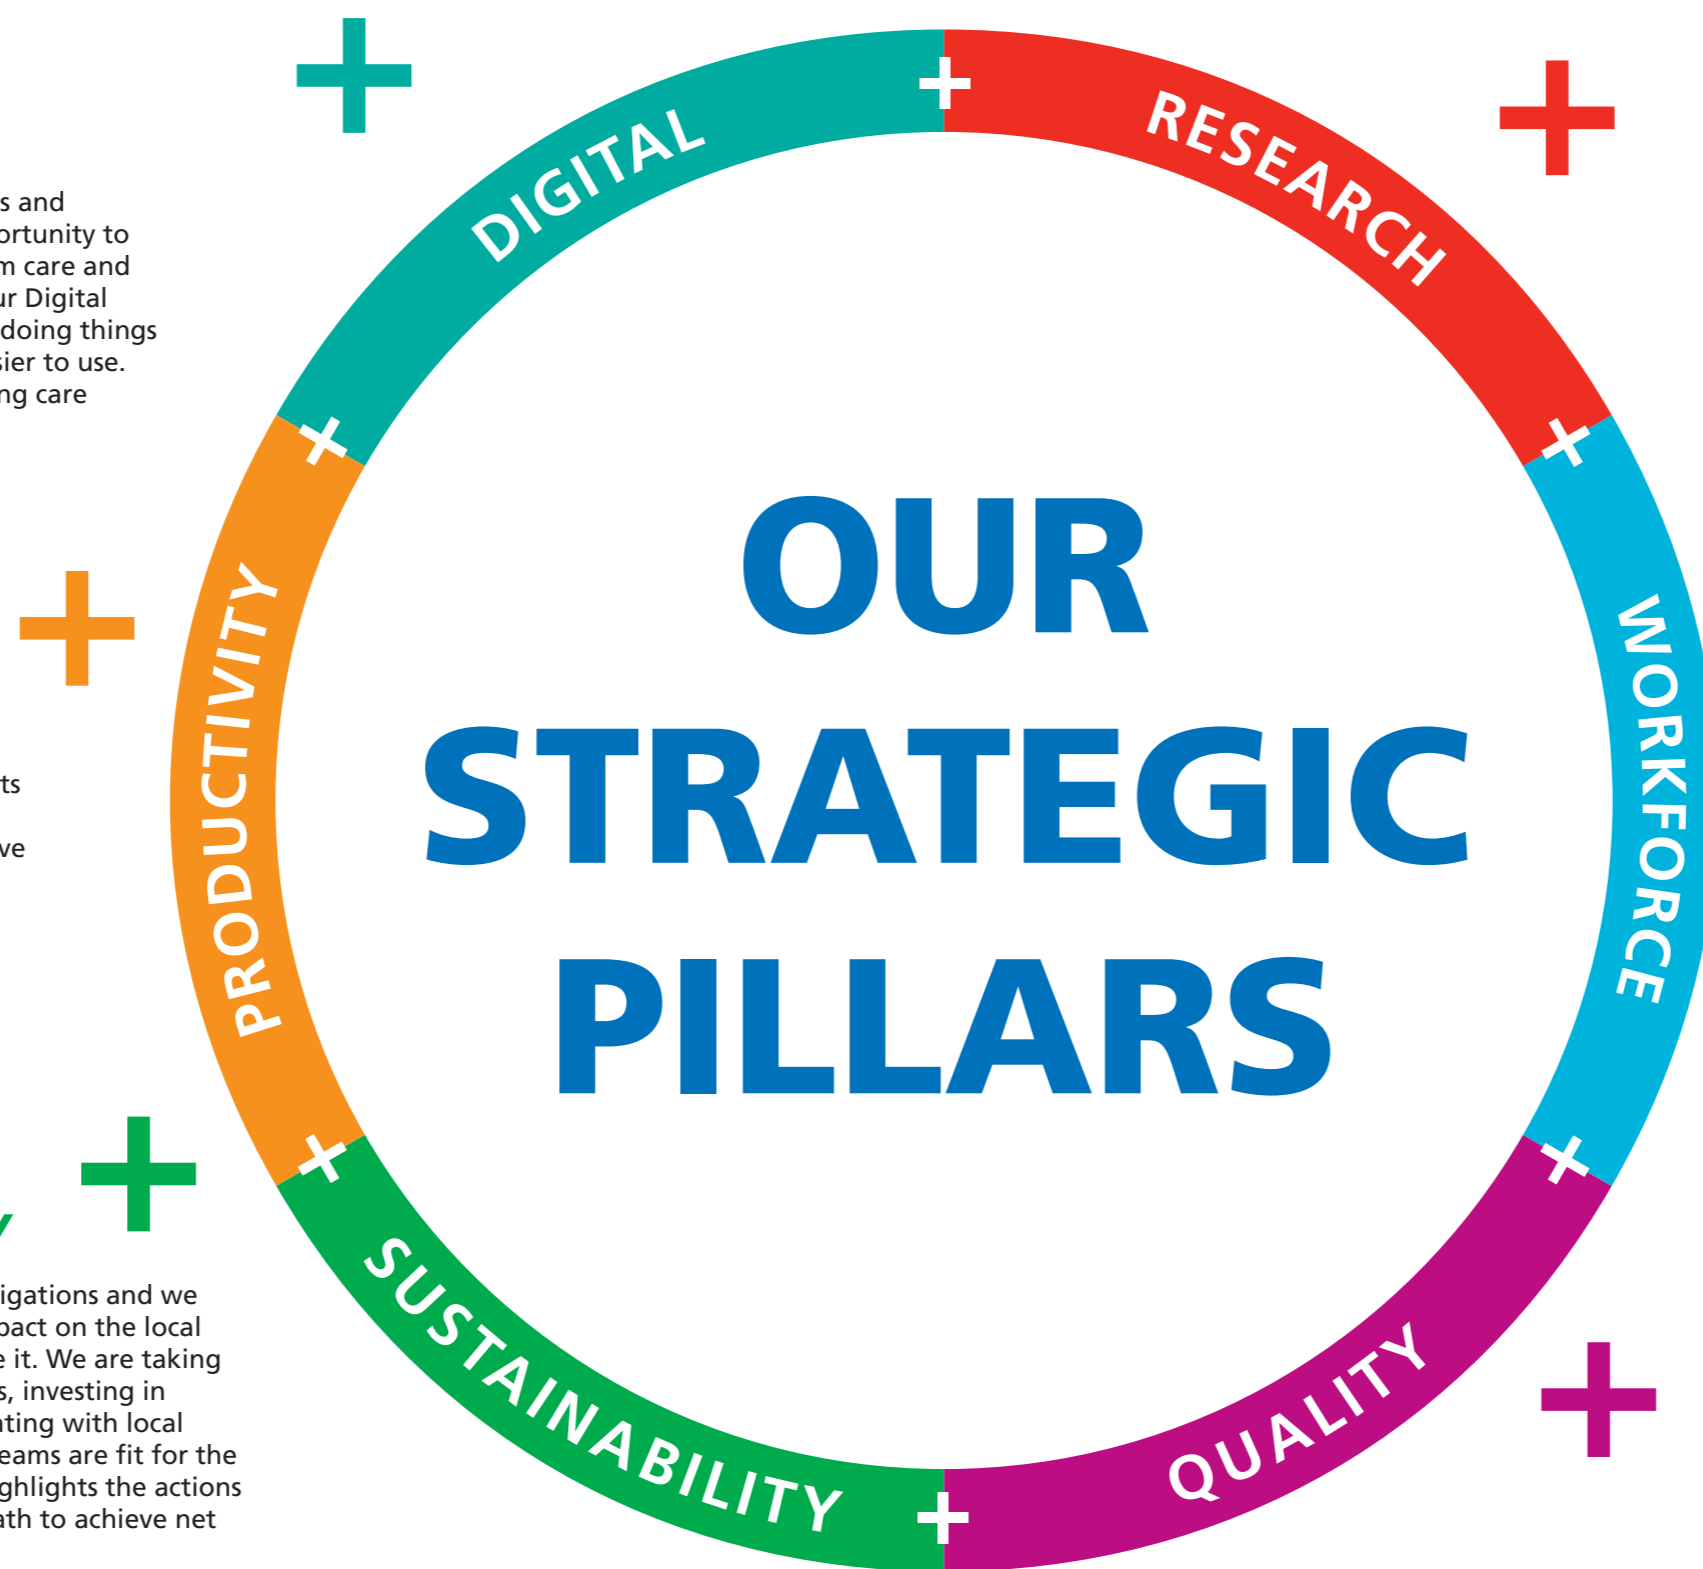 DIGITAL
RESEARCH
WORKFORCE
QUALITY
SUSTAINABILITY
PRODUCTIVITY
OUR
STRATEGIC
PILLARS
s and
ortunity to
m care and
ur Digital
doing things
sier to use.
ng care
ts
ve
Y
igations and we
pact on the local
e it. We are taking
s, investing in
ating with local
eams are fit for the
ghlights the actions
ath to achieve net